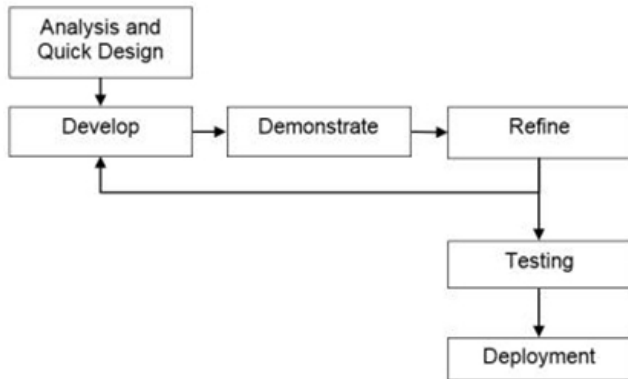 Analysis and
Quick Design
Develop
Demonstrate
Refine
Testing
Deployment